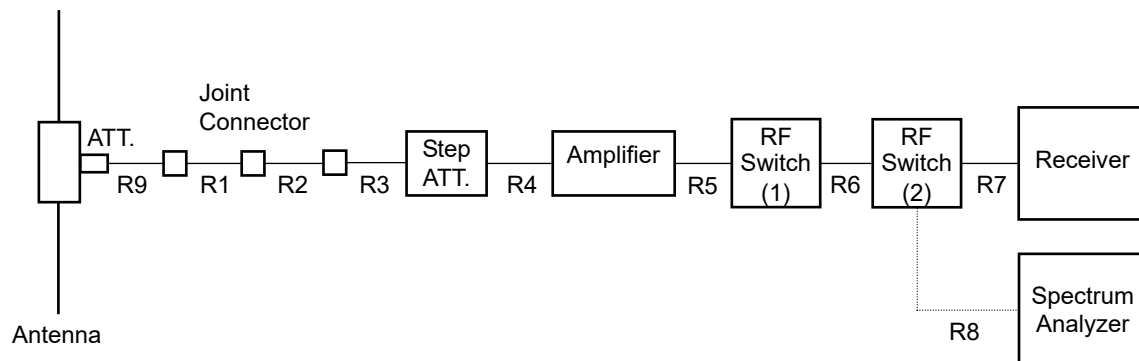 Joint
Connector
ATT.
R9
R1
R2
R3
Step
ATT.
R4
Amplifier
R5
RF
Switch
(1)
R6
RF
Switch
(2)
R7
Receiver
R8
Spectrum
Analyzer
Antenna